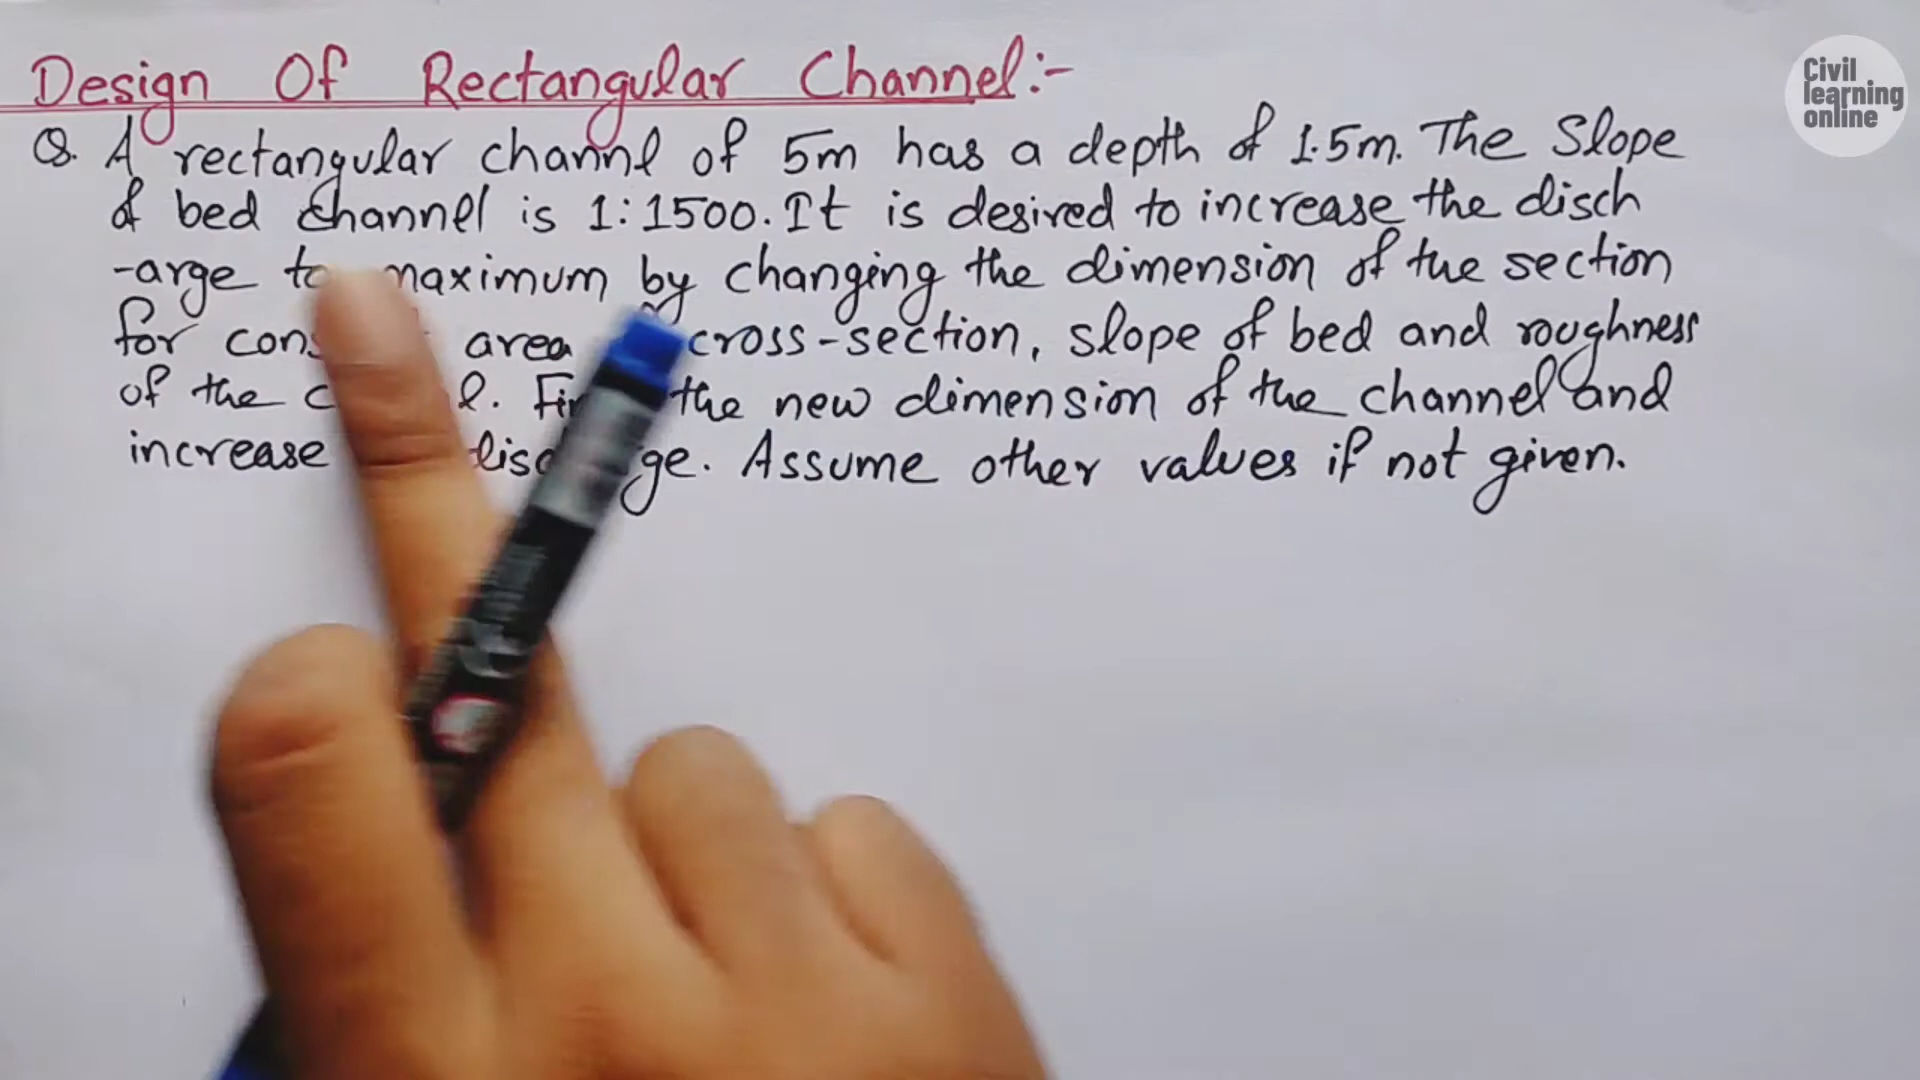 Design Of Rectangular Channel:-
Q. A rectangular channl of 5m has a depth of 1.5m. The Slope
of bed channel is 1:1500. It is desired to increase the disch
-arge to maximum by changing the dimension of the section
for area cross-section, slope of bed and roughness
of the the new dimension of the channel and
increase Assume other values if not given.
Civil
learning
online